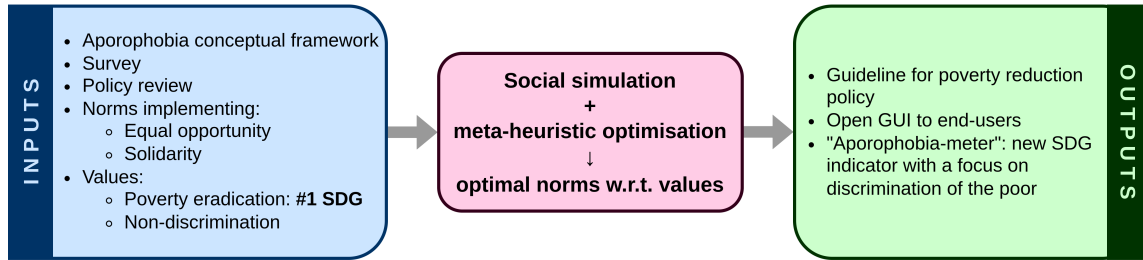 INPUTS
• Aporophobia conceptual framework
• Survey
• Policy review
• Norms implementing:
◦ Equal opportunity
◦ Solidarity
• Values:
◦ Poverty eradication: #1 SDG
◦ Non-discrimination
Social simulation
+
meta-heuristic optimisation
↓
optimal norms w.r.t. values
• Guideline for poverty reduction
policy
• Open GUI to end-users
• "Aporophobia-meter": new SDG
indicator with a focus on
discrimination of the poor
OUTPUTS